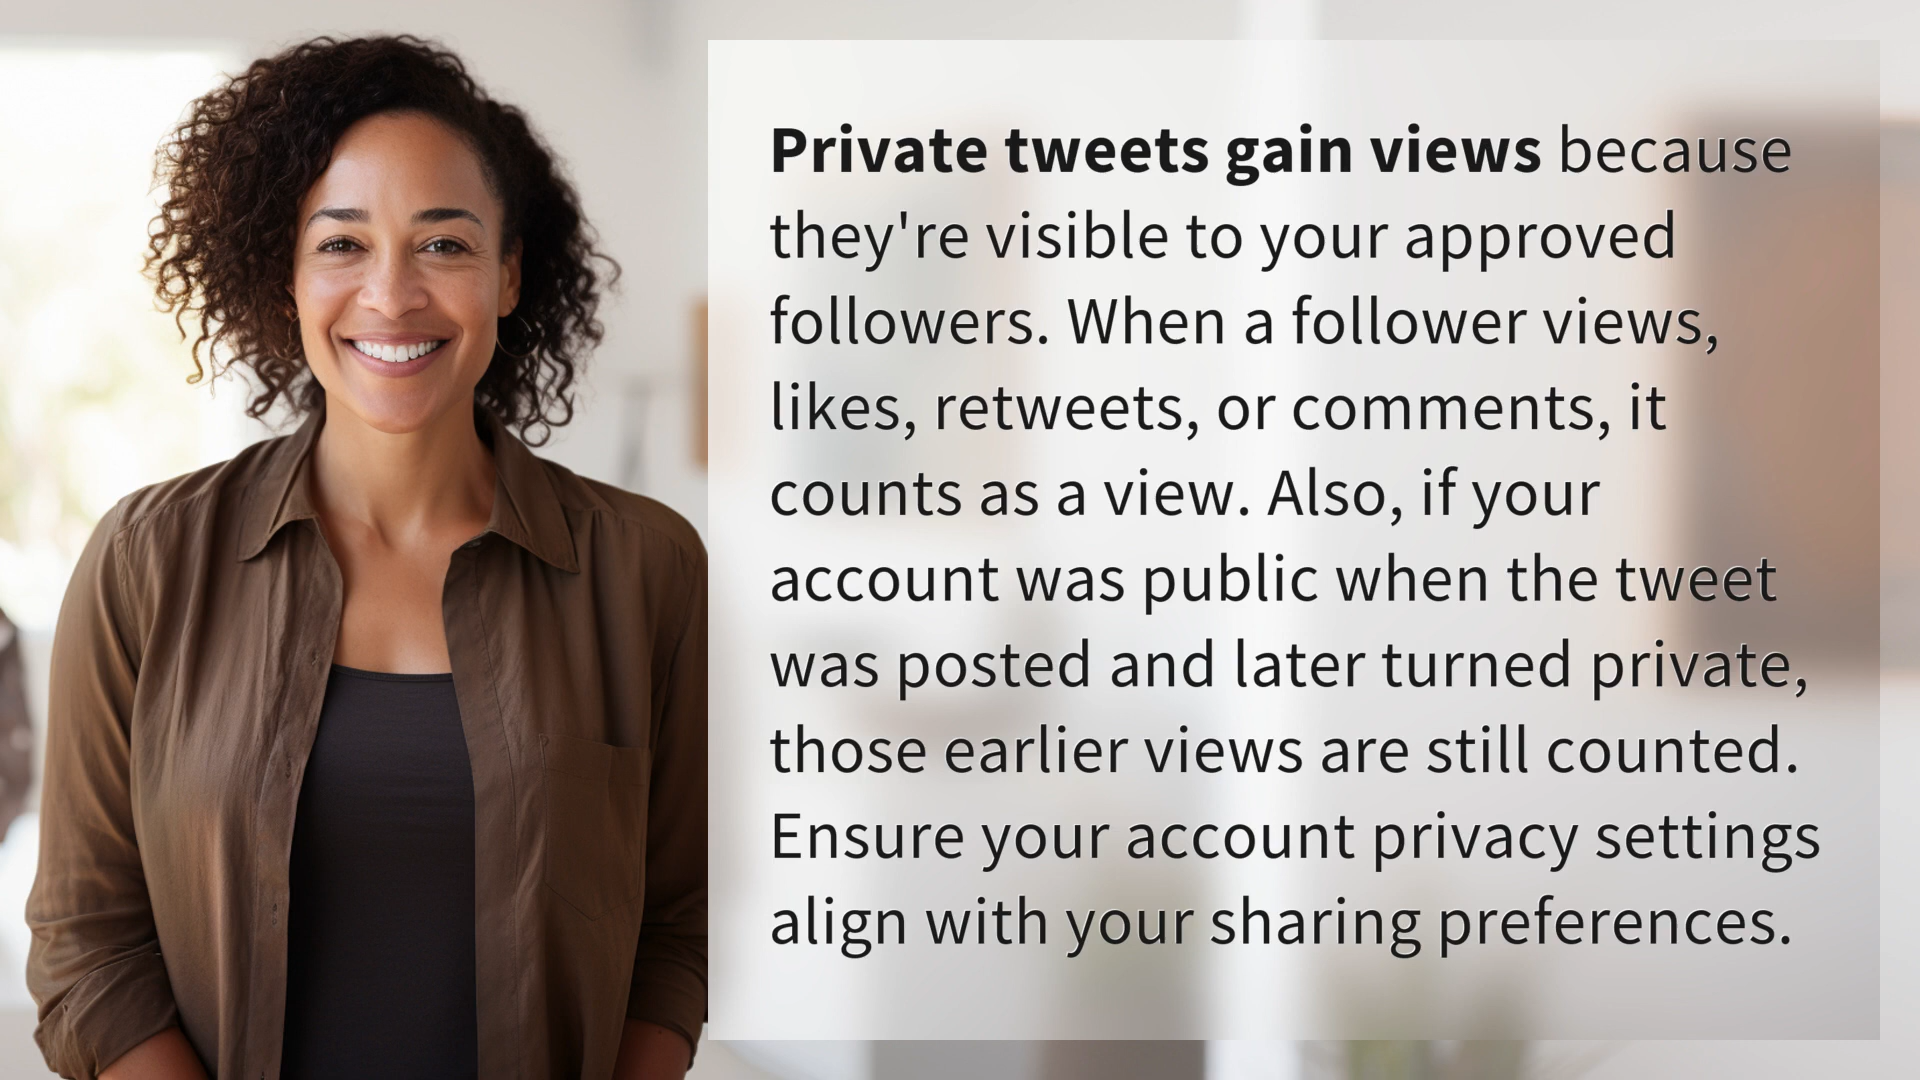 Private tweets gain views because
they're visible to your approved
followers. When a follower views,
likes, retweets, or comments, it
counts as a view. Also, if your
account was public when the tweet
was posted and later turned private,
those earlier views are still counted.
Ensure your account privacy settings
align with your sharing preferences.